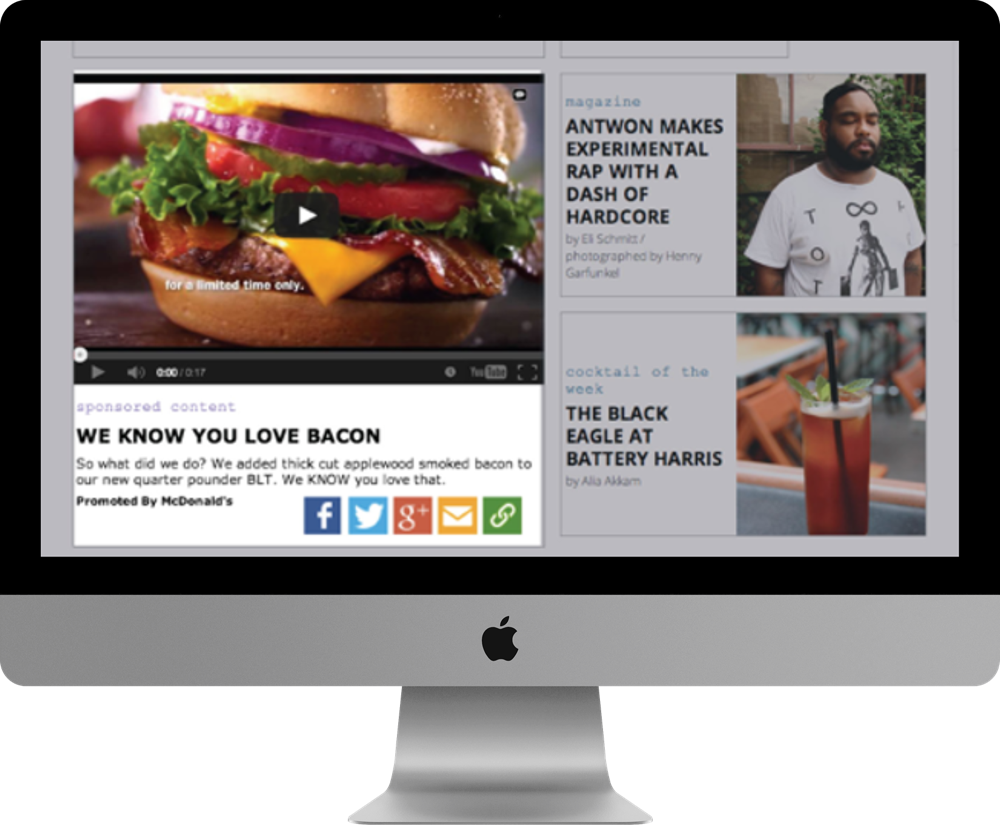 for a limited time only.
0:00 / 0:17
YouTube
sponsored content
WE KNOW YOU LOVE BACON
So what did we do? We added thick cut applewood smoked bacon to
our new quarter pounder BLT. We KNOW you love that.
Promoted By McDonald's
f
g+
magazine
ANTWON MAKES
EXPERIMENTAL
RAP WITH A
DASH OF
HARDCORE
by Eli Schmitt /
photographed by Henny
Garfunkel
T
O
T
cocktail of the
week
THE BLACK
EAGLE AT
BATTERY HARRIS
by Alia Akkam